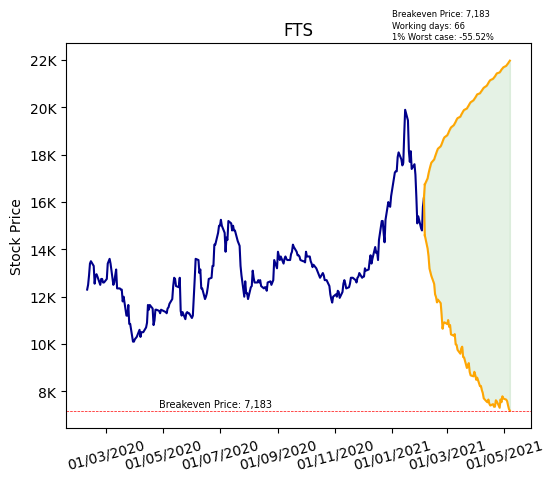 Breakeven Price: 7,183
Working days: 66
1% Worst case: -55.52%
FTS
Stock Price
22K
20K
18K
16K
14K
12K
10K
8K
Breakeven Price: 7,183
01/03/2020 01/05/2020 01/07/2020 01/09/2020 01/11/2020 01/01/2021 01/03/2021 01/05/2021